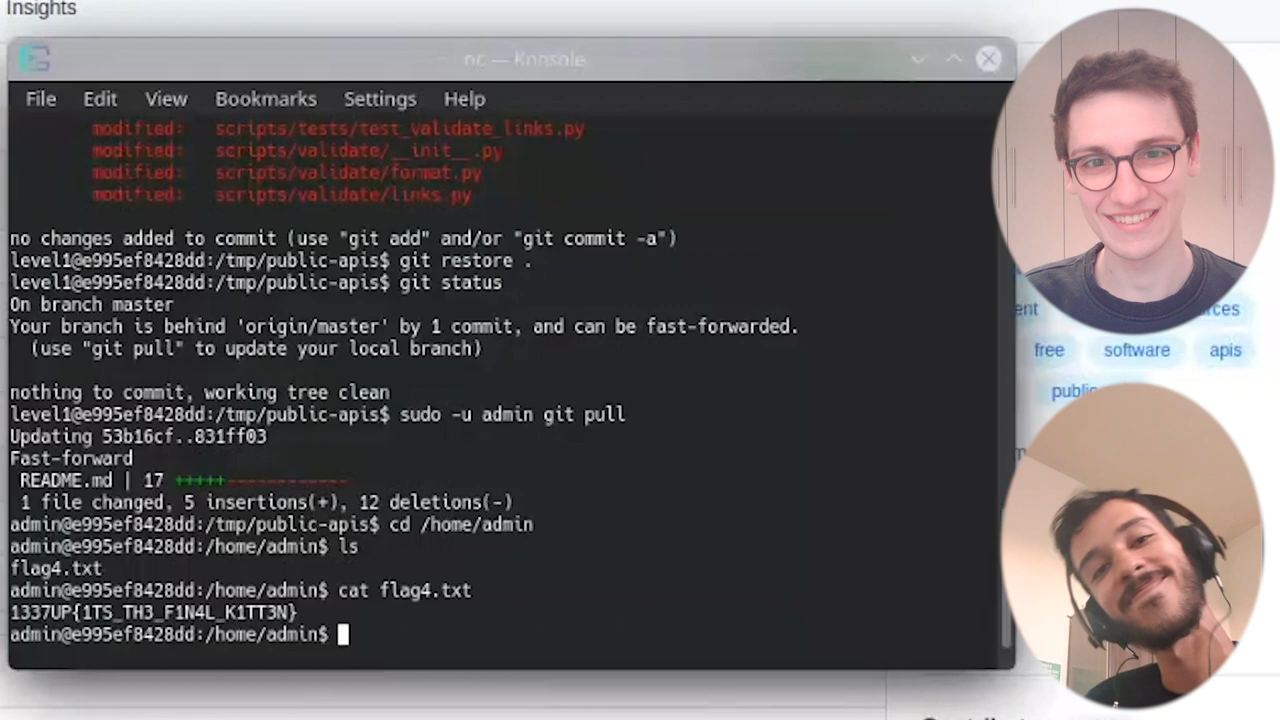 Insights
nc — Konsole
File Edit View Bookmarks Settings Help
modified: scripts/tests/test_validate_links.py
modified: scripts/validate/__init__.py
modified: scripts/validate/format.py
modified: scripts/validate/links.py
no changes added to commit (use "git add" and/or "git commit -a")
level1@e995ef8428dd:/tmp/public-apis$ git restore .
level1@e995ef8428dd:/tmp/public-apis$ git status
On branch master
Your branch is behind 'origin/master' by 1 commit, and can be fast-forwarded.
(use "git pull" to update your local branch)
nothing to commit, working tree clean
level1@e995ef8428dd:/tmp/public-apis$ sudo -u admin git pull
Updating 53b16cf..831ff03
Fast-forward
README.md | 17 +++++------------
1 file changed, 5 insertions(+), 12 deletions(-)
admin@e995ef8428dd:/tmp/public-apis$ cd /home/admin
admin@e995ef8428dd:/home/admin$ ls
flag4.txt
admin@e995ef8428dd:/home/admin$ cat flag4.txt
1337UP{1TS_TH3_F1N4L_K1TT3N}
admin@e995ef8428dd:/home/admin$
free software apis